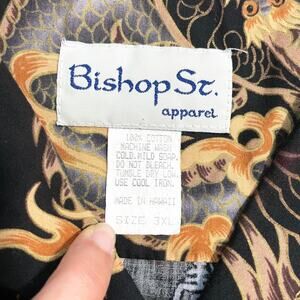 Bishop St.
apparel
100% COTTON
MACHINE WASH
COLD, MILD SOAP.
DO NOT BLEACH.
TUMBLE DRY LOW.
USE COOL IRON.
MADE IN HAWAII
SIZE 3XL